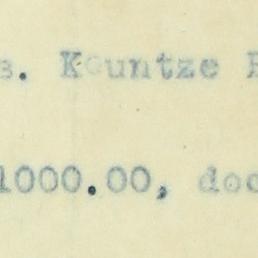 s. Kountze
1000.00, doc